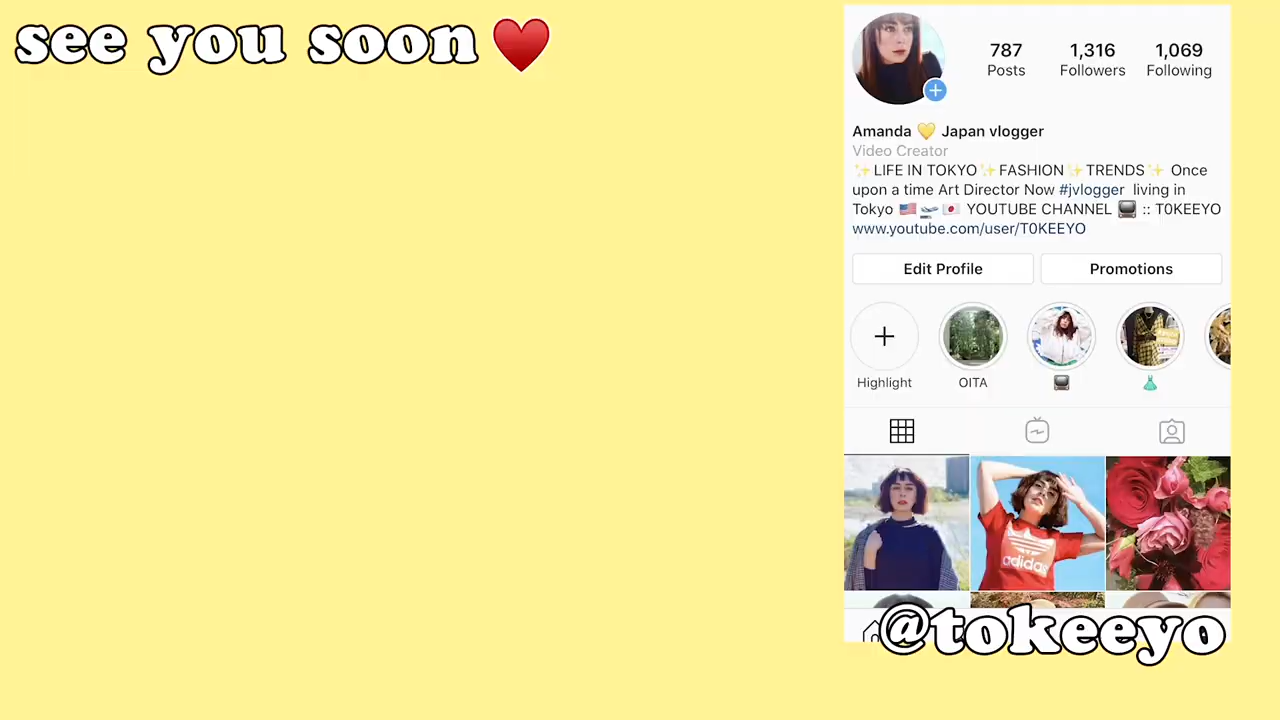 see you soon ❤️
787 1,316 1,069
Posts Followers Following
Amanda 💛 Japan vlogger
Video Creator
✨LIFE IN TOKYO✨FASHION✨TRENDS✨ Once
upon a time Art Director Now #jvlogger living in
Tokyo 🇺🇸🛫🇯🇵 YOUTUBE CHANNEL 📺 :: T0KEEYO
www.youtube.com/user/T0KEEYO
Edit Profile Promotions
Highlight OITA 📺 👗
adidas
@tokeeyo